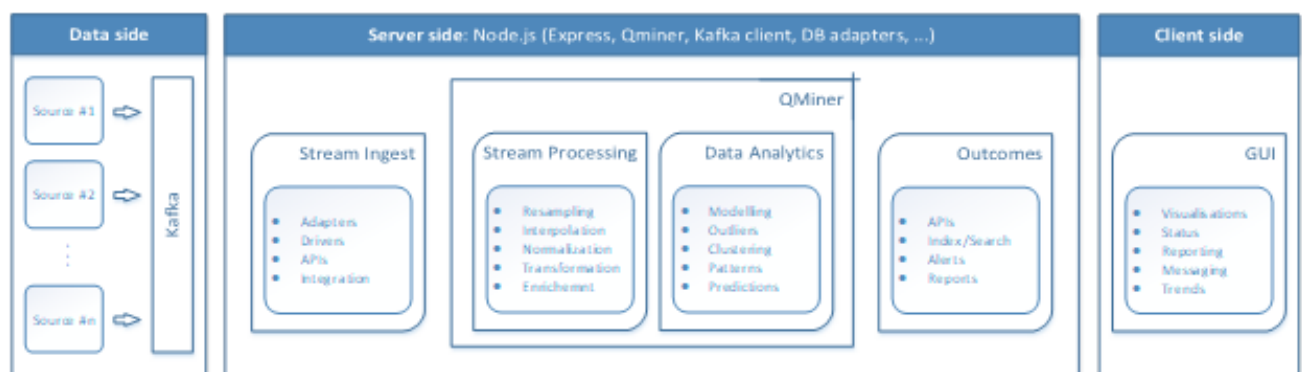 Data side
Source #1
Source #2
Source #n
Kafka
Server side: Node.js (Express, Qminer, Kafka client, DB adapters, ...)
Stream Ingest
Adapters
Drivers
APIs
Integration
QMiner
Stream Processing
Resampling
Interpolation
Normalization
Transformation
Enrichemnt
Data Analytics
Modelling
Outliers
Clustering
Patterns
Predictions
Outcomes
APIs
Index/Search
Alerts
Reports
Client side
GUI
Visualisations
Status
Reporting
Messaging
Trends